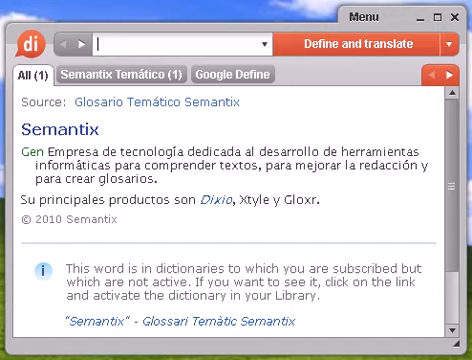 Menu
di
Define and translate
All (1)
Semantix Temático (1)
Google Define
Source: Glosario Temático Semantix
Semantix
Gen Empresa de tecnología dedicada al desarrollo de herramientas
informáticas para comprender textos, para mejorar la redacción y
para crear glosarios.
Su principales productos son Dixio, Xtyle y Gloxr.
© 2010 Semantix
i
This word is in dictionaries to which you are subscribed but
which are not active. If you want to see it, click on the link
and activate the dictionary in your Library.
"Semantix" - Glossari Temàtic Semantix